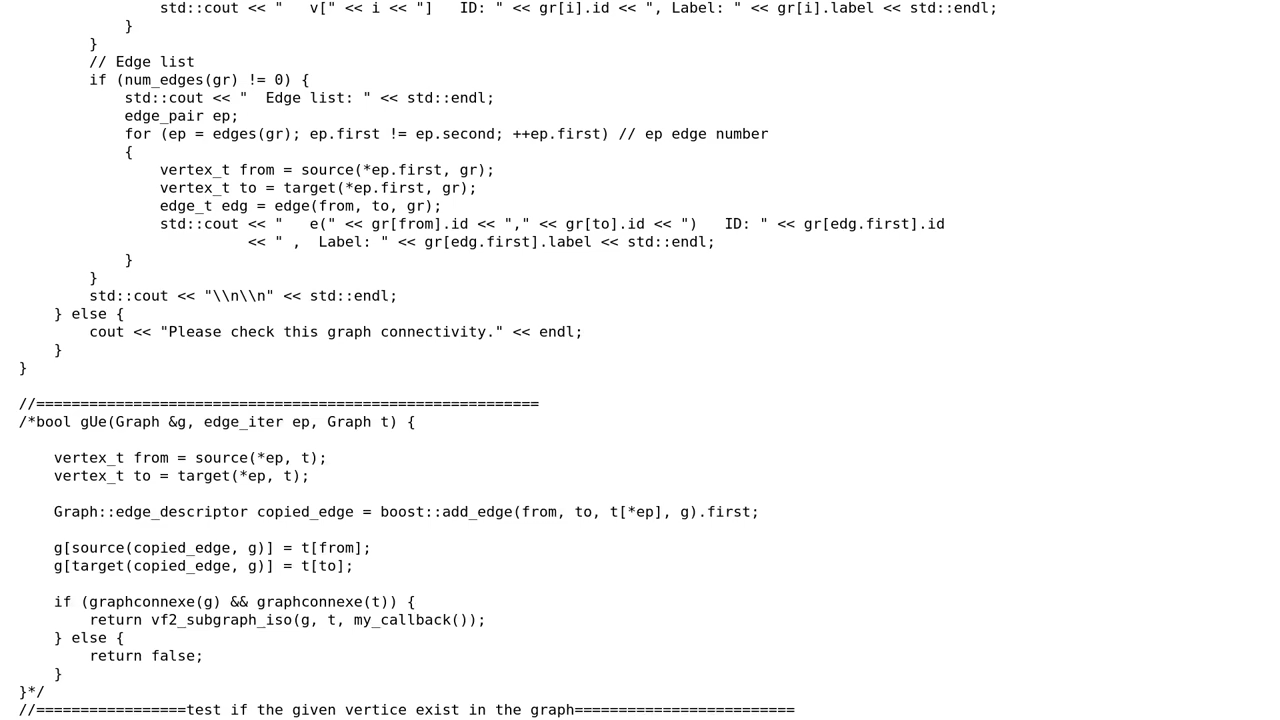 std::cout << "   v[" << i << "]   ID: " << gr[i].id << ", Label: " << gr[i].label << std::endl;
            }
        }
        // Edge list
        if (num_edges(gr) != 0) {
            std::cout << "  Edge list: " << std::endl;
            edge_pair ep;
            for (ep = edges(gr); ep.first != ep.second; ++ep.first) // ep edge number
            {
                vertex_t from = source(*ep.first, gr);
                vertex_t to = target(*ep.first, gr);
                edge_t edg = edge(from, to, gr);
                std::cout << "   e(" << gr[from].id << "," << gr[to].id << ")   ID: " << gr[edg.first].id
                          << " ,  Label: " << gr[edg.first].label << std::endl;
            }
        }
        std::cout << "\\n\\n" << std::endl;
    } else {
        cout << "Please check this graph connectivity." << endl;
    }
}

//=========================================================
/*bool gUe(Graph &g, edge_iter ep, Graph t) {

    vertex_t from = source(*ep, t);
    vertex_t to = target(*ep, t);

    Graph::edge_descriptor copied_edge = boost::add_edge(from, to, t[*ep], g).first;

    g[source(copied_edge, g)] = t[from];
    g[target(copied_edge, g)] = t[to];

    if (graphconnexe(g) && graphconnexe(t)) {
        return vf2_subgraph_iso(g, t, my_callback());
    } else {
        return false;
    }
}*/
//=================test if the given vertice exist in the graph=========================